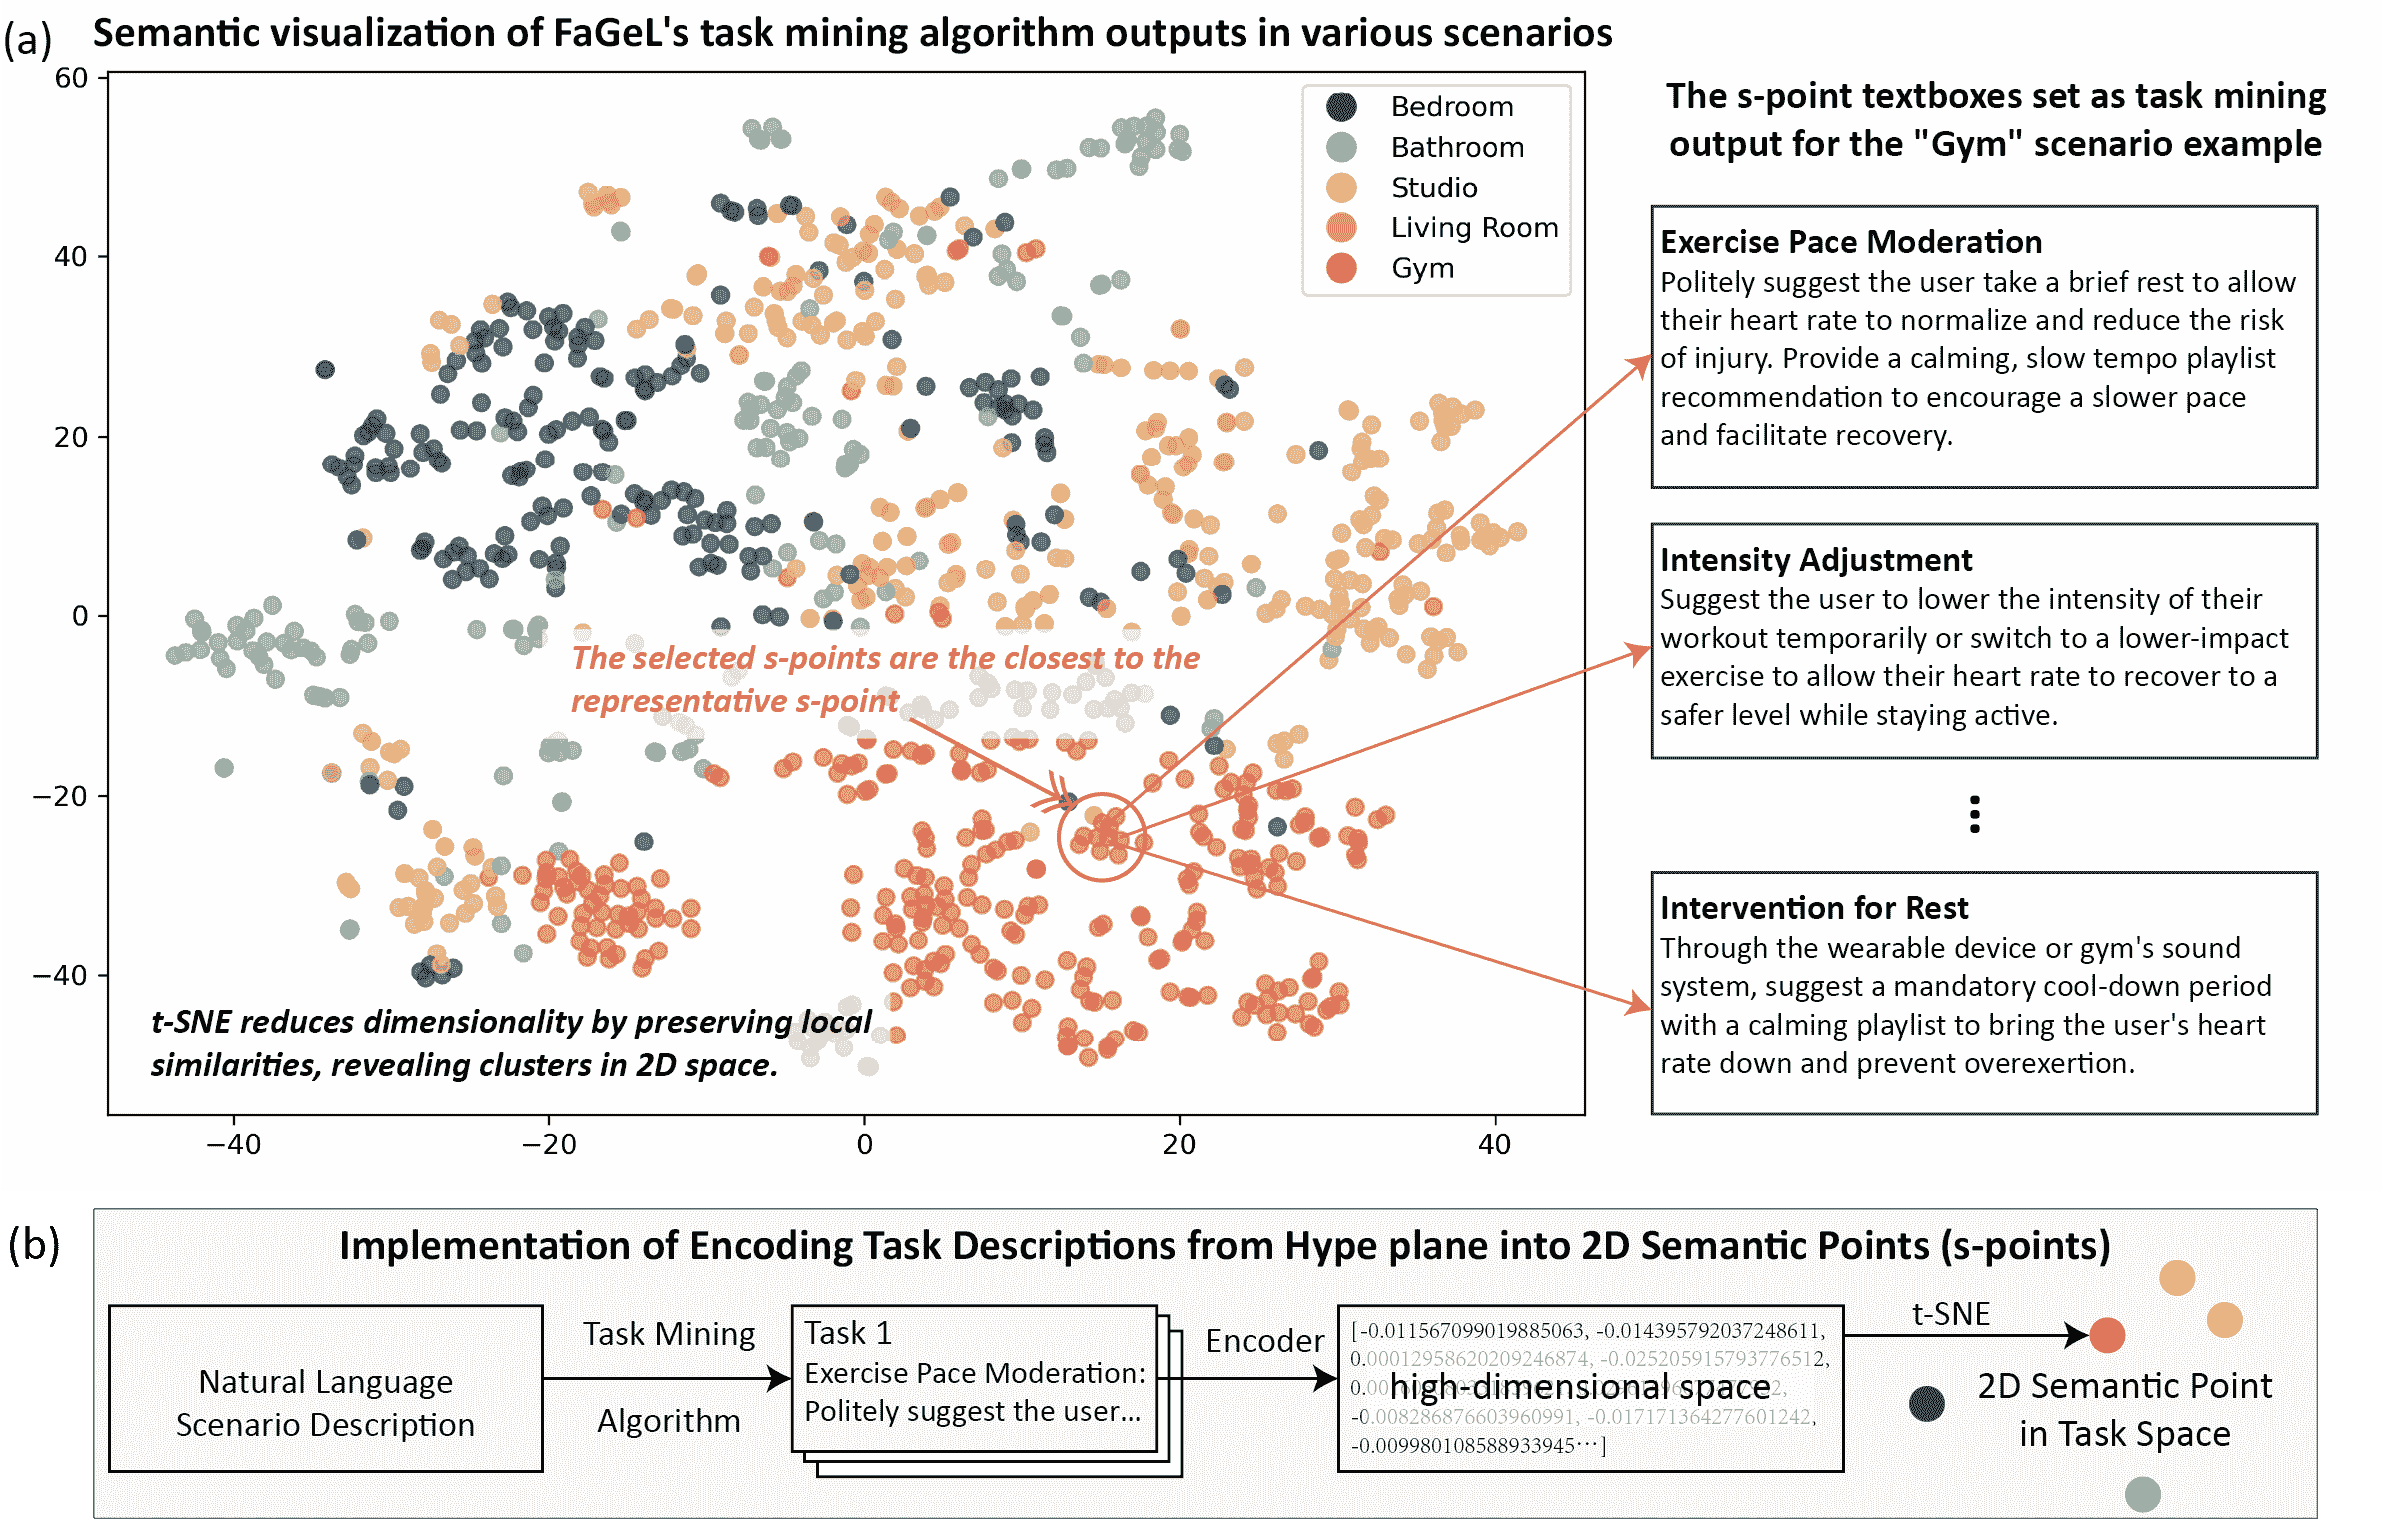 (a)
Semantic visualization of FaGeL's task mining algorithm outputs in various scenarios
60
40
20
0
−20
−40
−40
−20
0
20
40
Bedroom
Bathroom
Studio
Living Room
Gym
The selected s-points are the closest to the
representative s-point
t-SNE reduces dimensionality by preserving local
similarities, revealing clusters in 2D space.
The s-point textboxes set as task mining
output for the "Gym" scenario example
Exercise Pace Moderation
Politely suggest the user take a brief rest to allow
their heart rate to normalize and reduce the risk
of injury. Provide a calming, slow tempo playlist
recommendation to encourage a slower pace
and facilitate recovery.
Intensity Adjustment
Suggest the user to lower the intensity of their
workout temporarily or switch to a lower-impact
exercise to allow their heart rate to recover to a
safer level while staying active.
Intervention for Rest
Through the wearable device or gym's sound
system, suggest a mandatory cool-down period
with a calming playlist to bring the user's heart
rate down and prevent overexertion.
(b)
Implementation of Encoding Task Descriptions from Hype plane into 2D Semantic Points (s-points)
Natural Language
Scenario Description
Task Mining
Algorithm
Task 1
Exercise Pace Moderation:
Politely suggest the user...
Encoder
[-0.011567099019885063, -0.014395792037248611,
0.00012958620209246874, -0.025205915793776512,
high-dimensional space
-0.008286876603960991, -0.017171364277601242,
-0.009980108588933945⋯]
t-SNE
2D Semantic Point
in Task Space